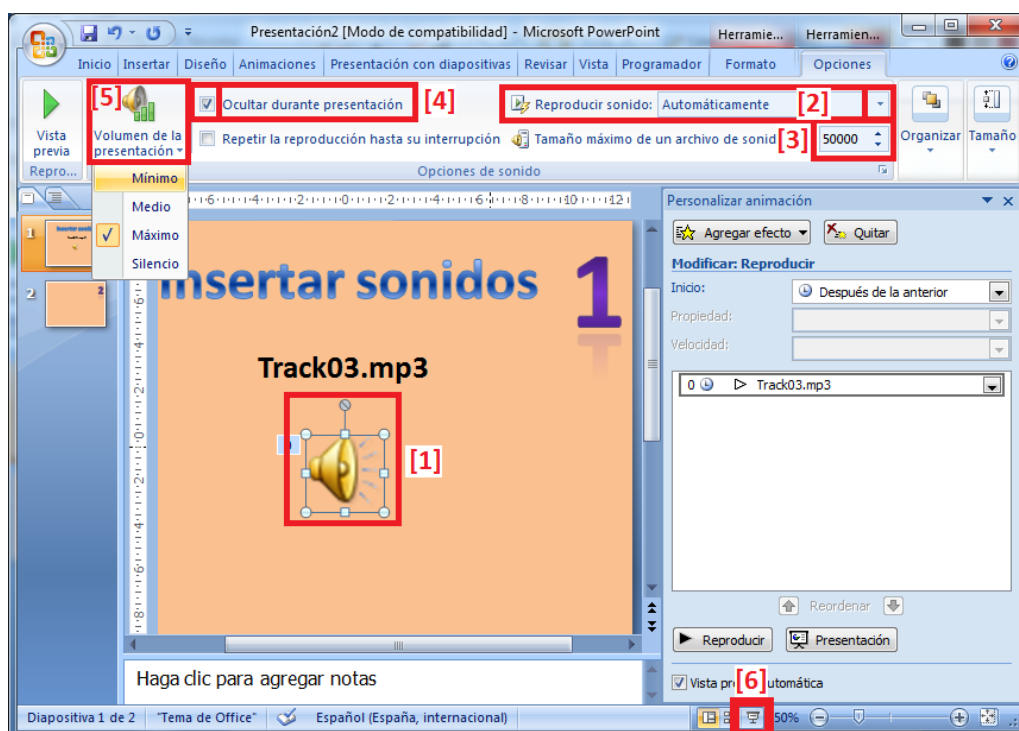 Presentación2 [Modo de compatibilidad] - Microsoft PowerPoint
Herramie...
Herramien...
Inicio
Insertar
Diseño
Animaciones
Presentación con diapositivas
Revisar
Vista
Programador
Formato
Opciones
Vista previa
[5]
Volumen de la presentación
Ocultar durante presentación
[4]
Reproducir sonido: Automáticamente
[2]
Repetir la reproducción hasta su interrupción
Tamaño máximo de un archivo de sonid
[3]
50000
Organizar
Tamaño
Repro...
Opciones de sonido
Mínimo
Medio
Máximo
Silencio
1
2
2
Insertar sonidos
1
Track03.mp3
[1]
Personalizar animación
Agregar efecto
Quitar
Modificar: Reproducir
Inicio:
Después de la anterior
Propiedad:
Velocidad:
0
Track03.mp3
Reordenar
Reproducir
Presentación
Vista pre
[6]
utomática
Haga clic para agregar notas
Diapositiva 1 de 2
"Tema de Office"
Español (España, internacional)
50%